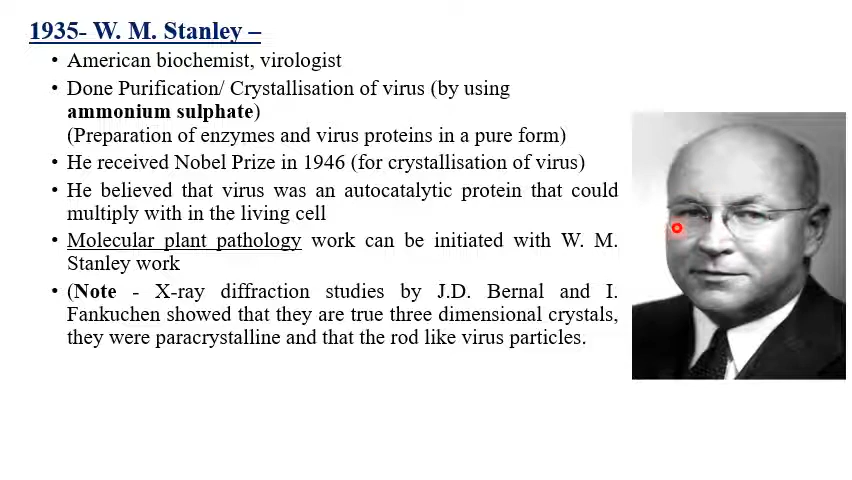 1935- W. M. Stanley –
• American biochemist, virologist
• Done Purification/ Crystallisation of virus (by using
ammonium sulphate)
(Preparation of enzymes and virus proteins in a pure form)
• He received Nobel Prize in 1946 (for crystallisation of virus)
• He believed that virus was an autocatalytic protein that could
multiply with in the living cell
• Molecular plant pathology work can be initiated with W. M.
Stanley work
• (Note - X-ray diffraction studies by J.D. Bernal and I.
Fankuchen showed that they are true three dimensional crystals,
they were paracrystalline and that the rod like virus particles.